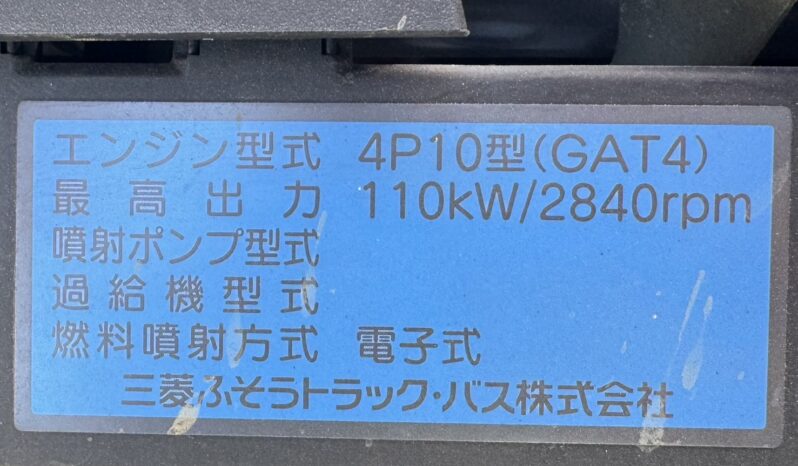 エンジン型式 4P10型(GAT4)
最高出力 110kW/2840rpm
噴射ポンプ型式
過給機型式
燃料噴射方式 電子式
三菱ふそうトラック・バス株式会社